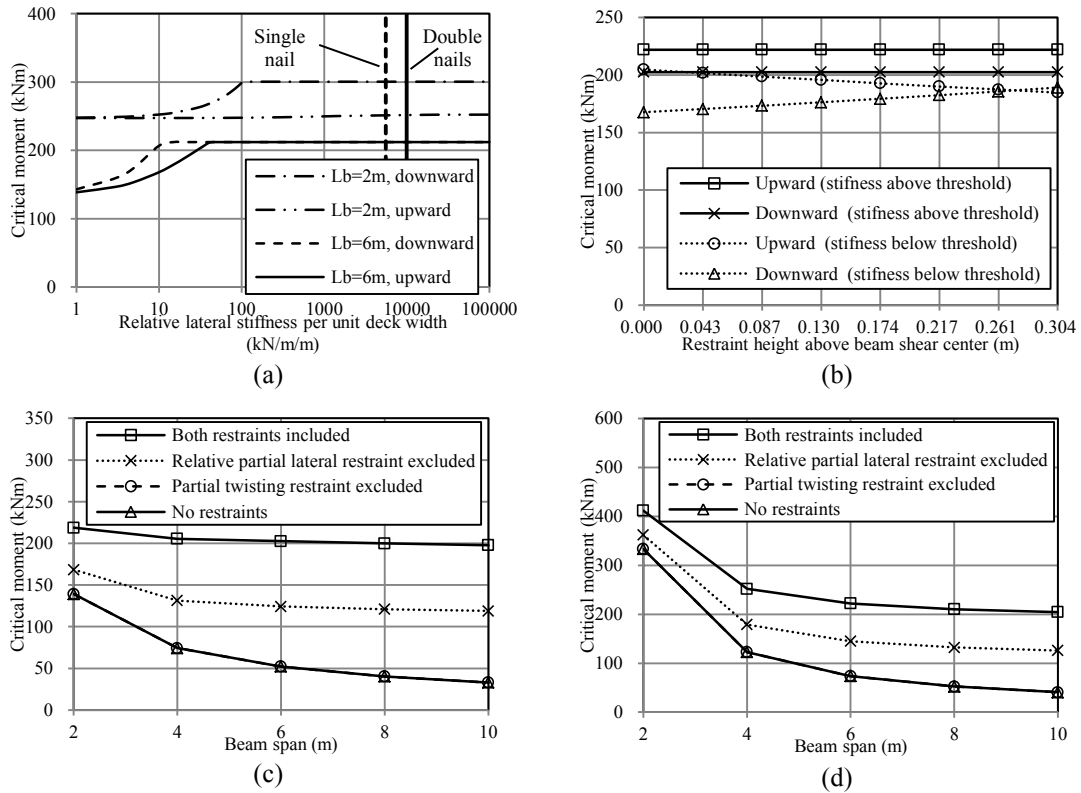 400
300
200
100
0
Critical moment (kNm)
Single
nail
Double
nails
Lb=2m, downward
Lb=2m, upward
Lb=6m, downward
Lb=6m, upward
1 10 100 1000 10000 100000
Relative lateral stiffness per unit deck width
(kN/m/m)
(a)
250
200
150
100
50
0
Critical moment (kNm)
Upward (stifness above threshold)
Downward (stifness above threshold)
Upward (stifness below threshold)
Downward (stifness below threshold)
0.000 0.043 0.087 0.130 0.174 0.217 0.261 0.304
Restraint height above beam shear center (m)
(b)
350
300
250
200
150
100
50
0
Critical moment (kNm)
Both restraints included
Relative partial lateral restraint excluded
Partial twisting restraint excluded
No restraints
2 4 6 8 10
Beam span (m)
(c)
600
500
400
300
200
100
0
Critical moment (kNm)
Both restraints included
Relative partial lateral restraint excluded
Partial twisting restraint excluded
No restraints
2 4 6 8 10
Beam span (m)
(d)